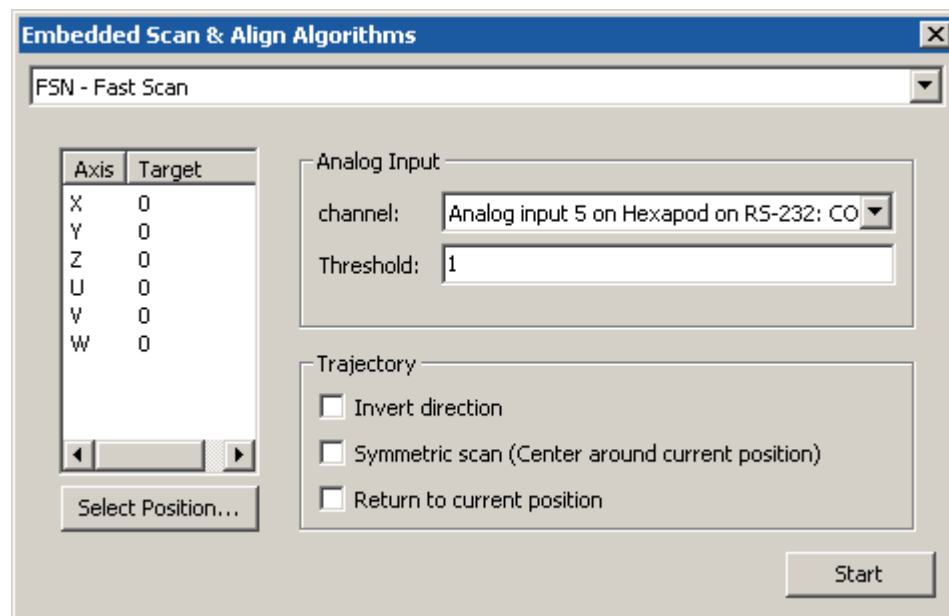 Embedded Scan & Align Algorithms
FSN - Fast Scan
Axis Target
X 0
Y 0
Z 0
U 0
V 0
W 0
Select Position...
Analog Input
channel: Analog input 5 on Hexapod on RS-232: CO
Threshold: 1
Trajectory
Invert direction
Symmetric scan (Center around current position)
Return to current position
Start